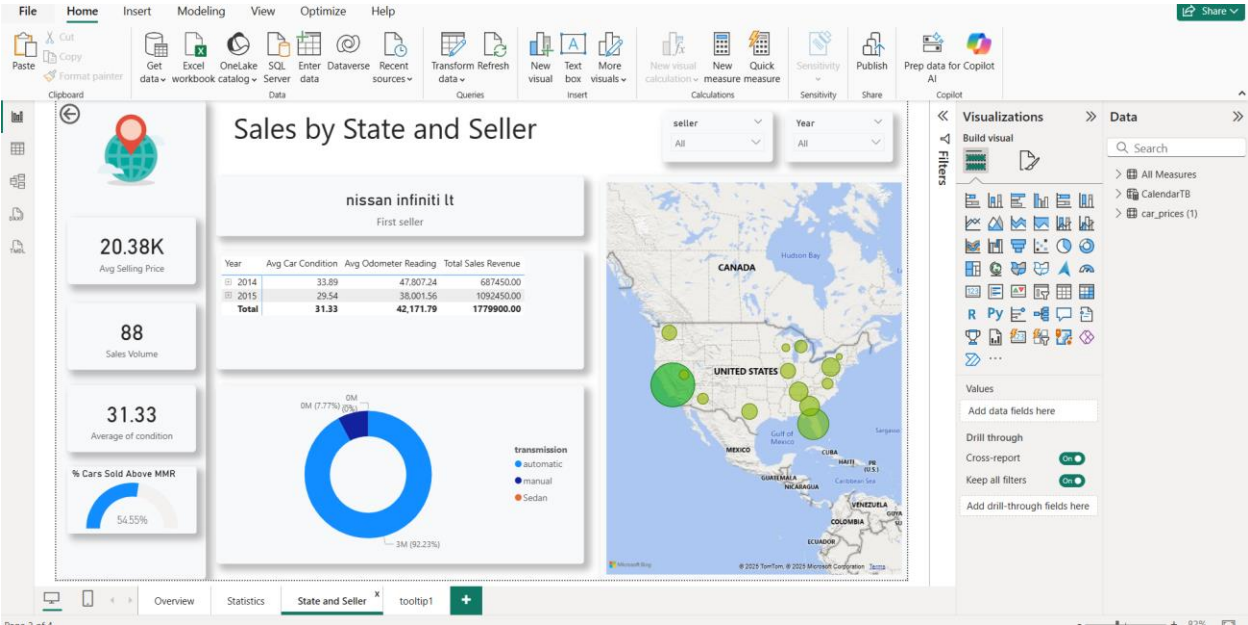 File Home Insert Modeling View Optimize Help
Share
Paste
Cut
Copy
Format painter
Clipboard
Get data
Excel workbook
OneLake catalog
SQL Server
Enter data
Dataverse
Recent sources
Data
Transform data
Refresh
Queries
New visual
Text box
More visuals
Insert
New visual calculation
New measure
Quick measure
Calculations
Sensitivity
Sensitivity
Publish
Share
Prep data for AI
Copilot
Copilot
Sales by State and Seller
seller
All
Year
All
20.38K
Avg Selling Price
88
Sales Volume
31.33
Average of condition
% Cars Sold Above MMR
54.55%
nissan infiniti lt
First seller
Year Avg Car Condition Avg Odometer Reading Total Sales Revenue
2014 33.89 47,807.24 687450.00
2015 29.54 38,001.56 1092450.00
Total 31.33 42,171.79 1779900.00
0M (7.77%)
0M (0%)
3M (92.23%)
transmission
automatic
manual
Sedan
Hudson Bay
CANADA
UNITED STATES
MEXICO
Gulf of Mexico
CUBA
HAITI
PR (U.S.)
GUATEMALA
NICARAGUA
Caribbean Sea
VENEZUELA
COLOMBIA
ECUADOR
Microsoft Bing
© 2025 TomTom, © 2025 Microsoft Corporation Terms
Filters
Visualizations
Build visual
123
R Py
Values
Add data fields here
Drill through
Cross-report
On
Keep all filters
On
Add drill-through fields here
Data
Search
All Measures
CalendarTB
car_prices (1)
Overview Statistics State and Seller x tooltip1 +
82%